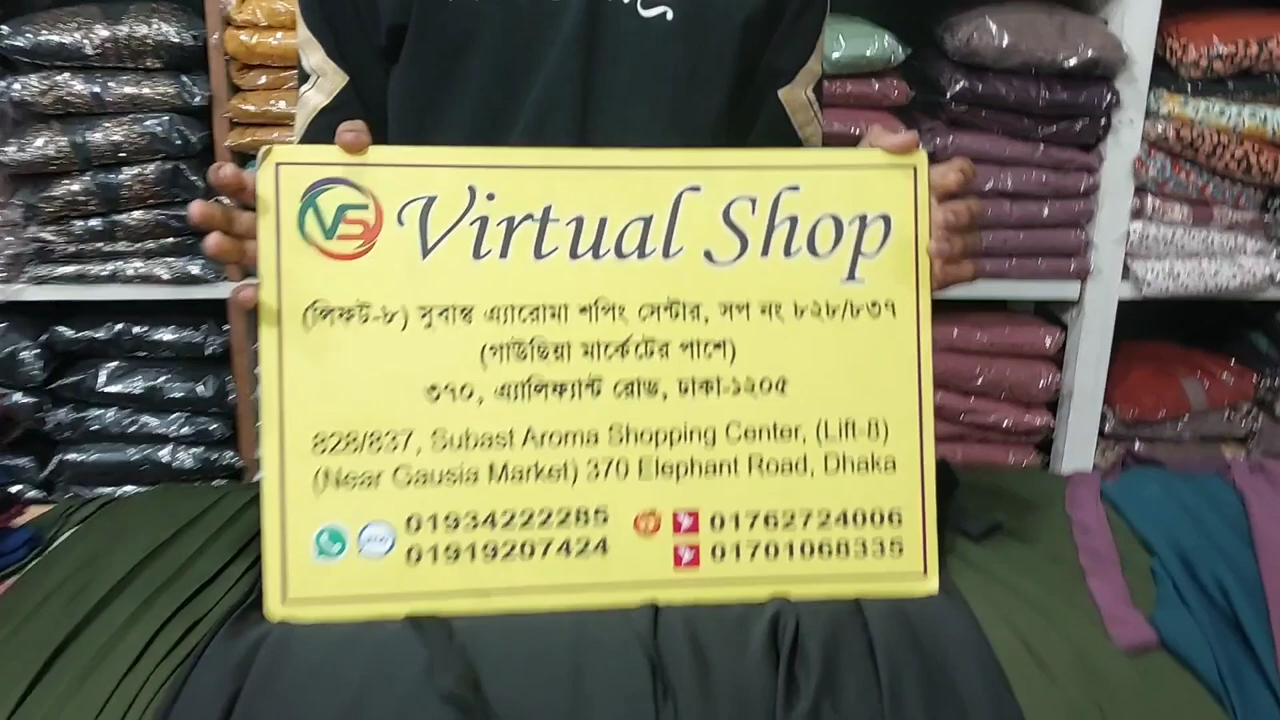 VS Virtual Shop
(লিফট-৮) সুবাস্ত এ্যারোমা শপিং সেন্টার, সপ নং ৮২৮/৮৩৭
(গাউছিয়া মার্কেটের পাশে)
৩৭০, এ্যালিফ্যান্ট রোড, ঢাকা-১২০৫
828/837, Subast Aroma Shopping Center, (Lift-8)
(Near Gausia Market) 370 Elephant Road, Dhaka
01934222285 01762724006
01919207424 01701068335